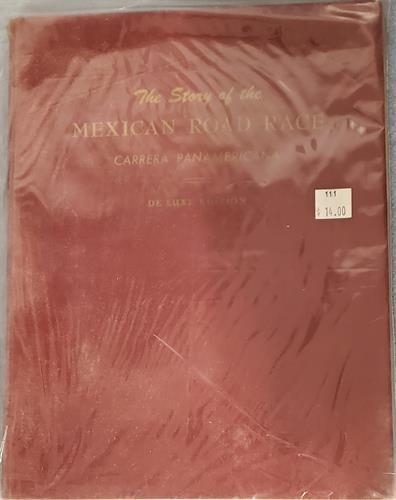 The Story of the
MEXICAN ROAD RACE
CARRERA PANAMERICANA
DE LUXE EDITION
111
$ 14.00